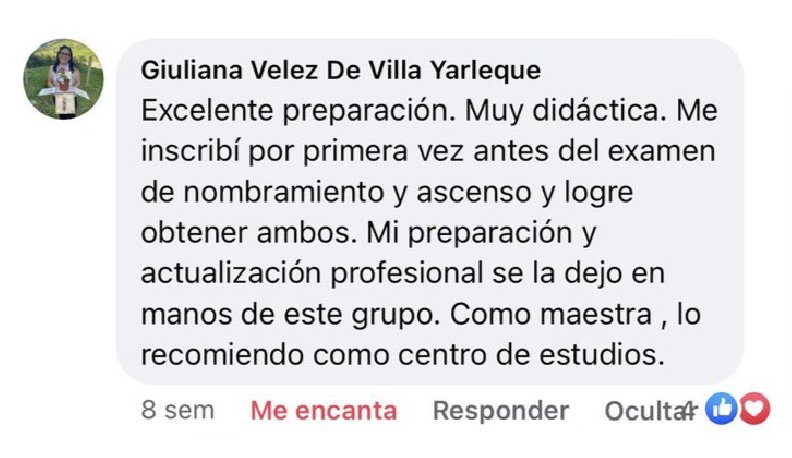 Giuliana Velez De Villa Yarleque
Excelente preparación. Muy didáctica. Me
inscribí por primera vez antes del examen
de nombramiento y ascenso y logre
obtener ambos. Mi preparación y
actualización profesional se la dejo en
manos de este grupo. Como maestra , lo
recomiendo como centro de estudios.
8 sem Me encanta Responder Ocultar 4